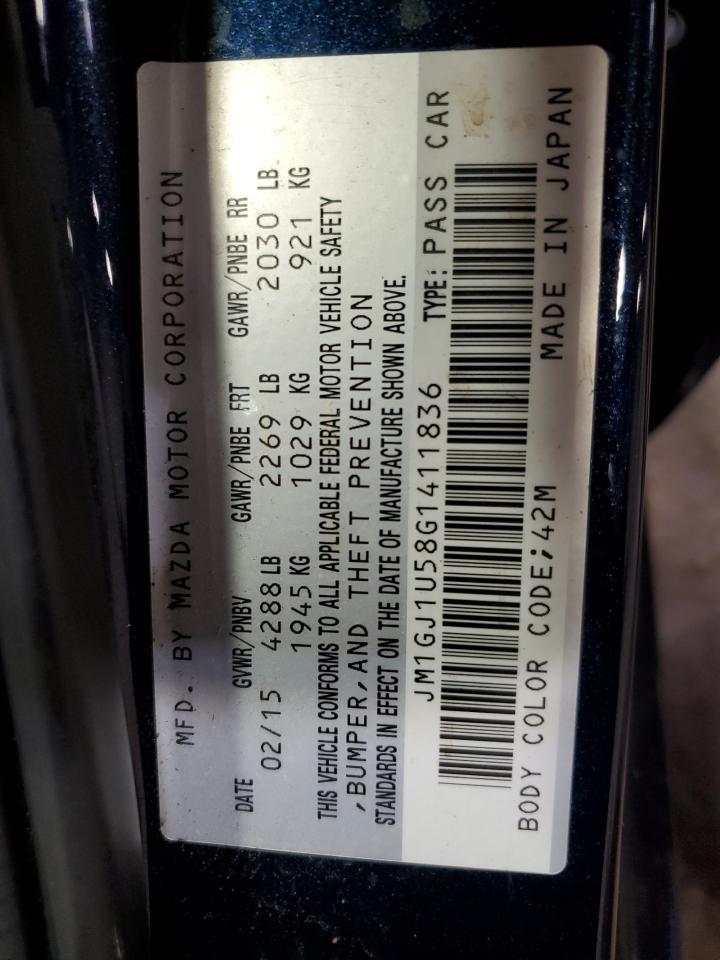 MFD. BY MAZDA MOTOR CORPORATION
DATE GVWR/PNBV GAWR/PNBE FRT GAWR/PNBE RR
02/15 4288 LB 2269 LB 2030 LB
1945 KG 1029 KG 921 KG
THIS VEHICLE CONFORMS TO ALL APPLICABLE FEDERAL MOTOR VEHICLE SAFETY
,BUMPER,AND THEFT PREVENTION
STANDARDS IN EFFECT ON THE DATE OF MANUFACTURE SHOWN ABOVE.
JM1GJ1U58G1411836 TYPE: PASS CAR
BODY COLOR CODE;42M MADE IN JAPAN